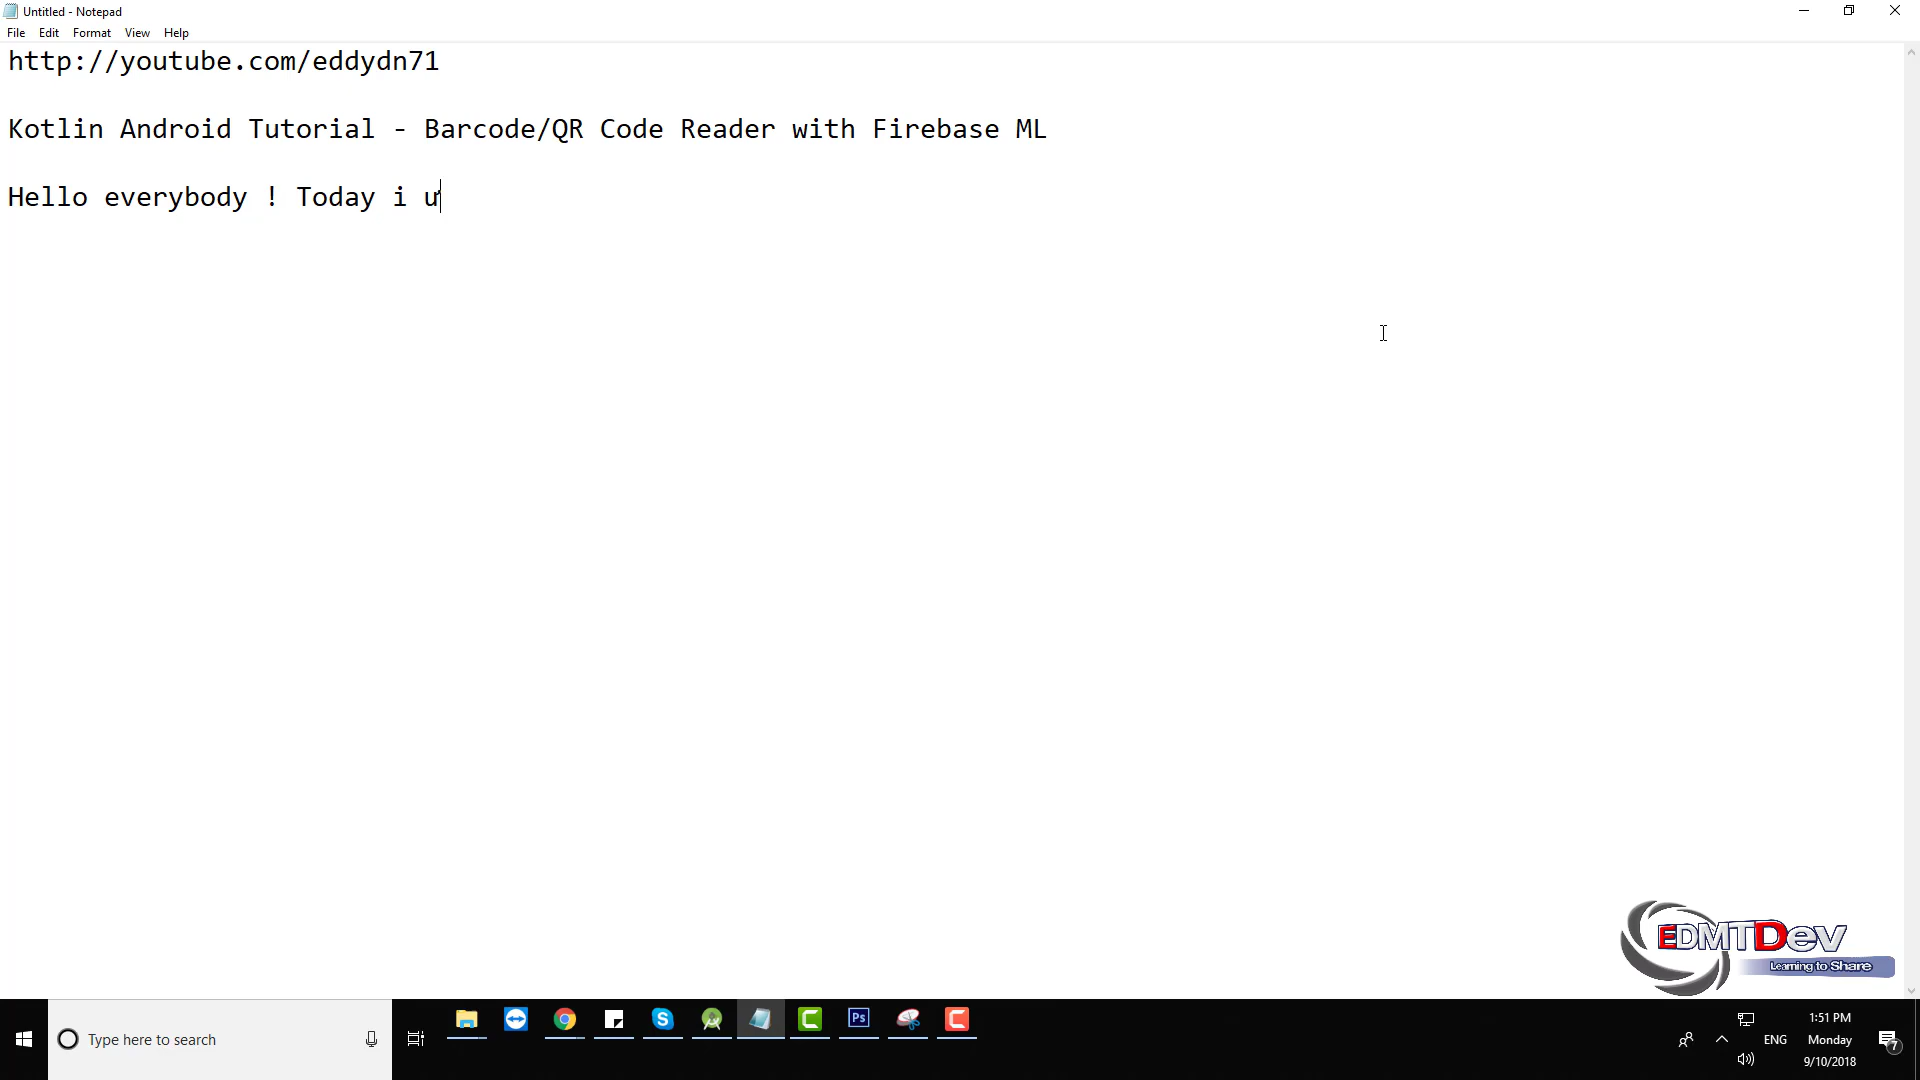 Untitled - Notepad
File Edit Format View Help
http://youtube.com/eddydn71
Kotlin Android Tutorial - Barcode/QR Code Reader with Firebase ML
Hello everybody ! Today i ư
EDMTDev
Learning to Share
Type here to search
S
Ps
ENG
1:51 PM
Monday
9/10/2018
7